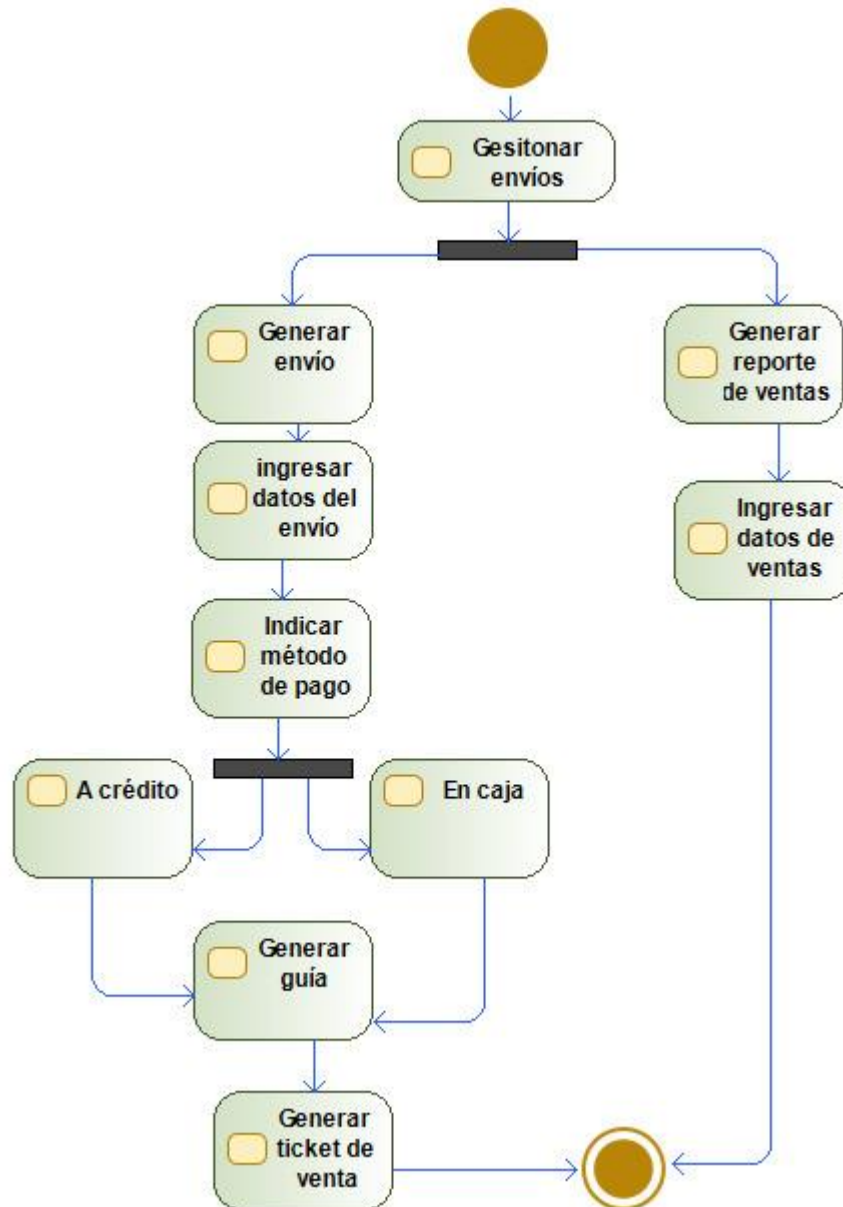 Gesitonar
envíos
Generar
envío
Generar
reporte
de ventas
ingresar
datos del
envío
Ingresar
datos de
ventas
Indicar
método
de pago
A crédito
En caja
Generar
guía
Generar
ticket de
venta